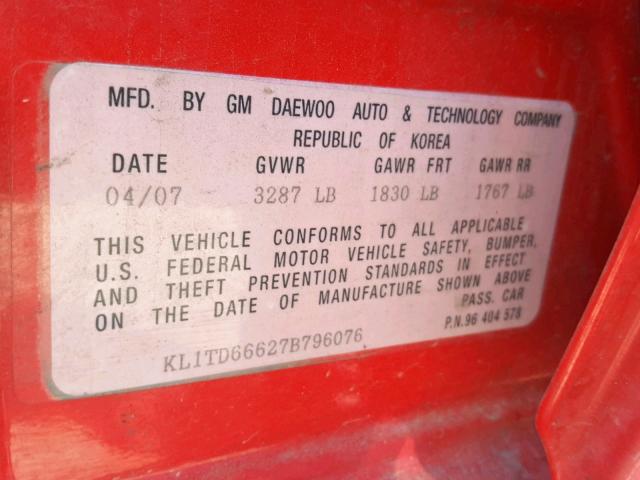 MFD. BY GM DAEWOO AUTO & TECHNOLOGY COMPANY
REPUBLIC OF KOREA
DATE GVWR GAWR FRT GAWR RR
04/07 3287 LB 1830 LB 1767 LB
THIS VEHICLE CONFORMS TO ALL APPLICABLE
U.S. FEDERAL MOTOR VEHICLE SAFETY, BUMPER,
AND THEFT PREVENTION STANDARDS IN EFFECT
ON THE DATE OF MANUFACTURE SHOWN ABOVE
PASS. CAR
P.N.96 404 578
KL1TD66627B796076